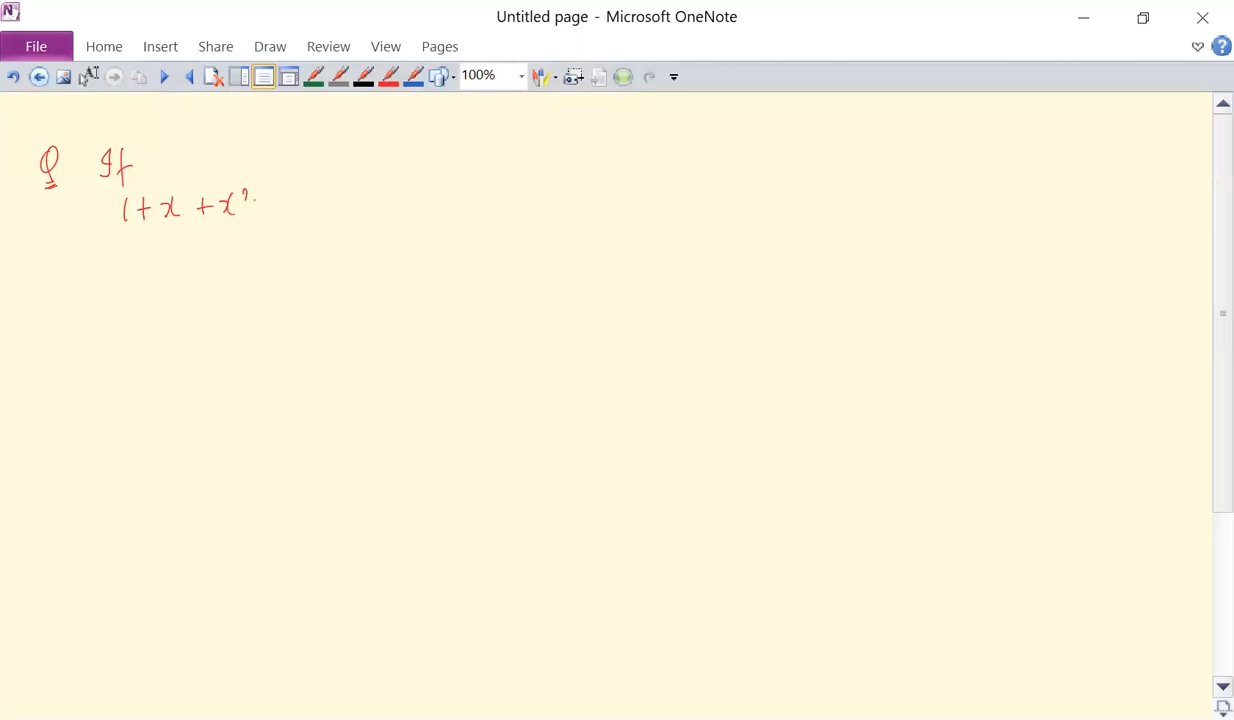 Untitled page - Microsoft OneNote
File Home Insert Share Draw Review View Pages
100%
Q If
1 + x + x²